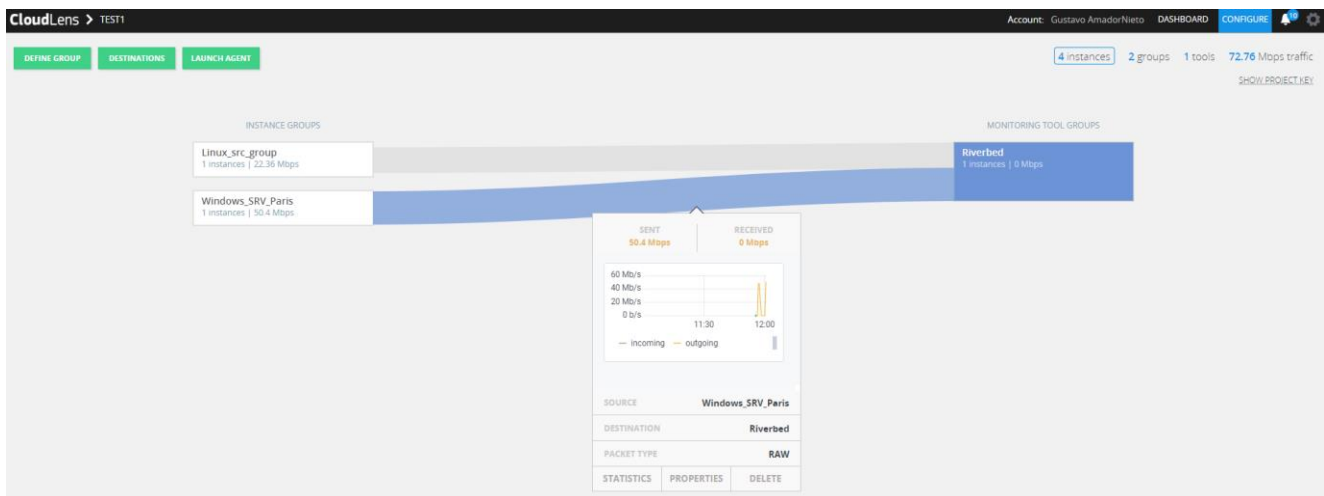 CloudLens > TEST1
Account: Gustavo AmadorNieto DASHBOARD CONFIGURE 10
DEFINE GROUP DESTINATIONS LAUNCH AGENT
4 instances 2 groups 1 tools 72.76 Mbps traffic
SHOW PROJECT KEY
INSTANCE GROUPS
MONITORING TOOL GROUPS
Linux_src_group
1 instances | 22.36 Mbps
Riverbed
1 instances | 0 Mbps
Windows_SRV_Paris
1 instances | 50.4 Mbps
SENT RECEIVED
50.4 Mbps 0 Mbps
60 Mb/s
40 Mb/s
20 Mb/s
0 b/s
11:30 12:00
incoming outgoing
SOURCE Windows_SRV_Paris
DESTINATION Riverbed
PACKET TYPE RAW
STATISTICS PROPERTIES DELETE